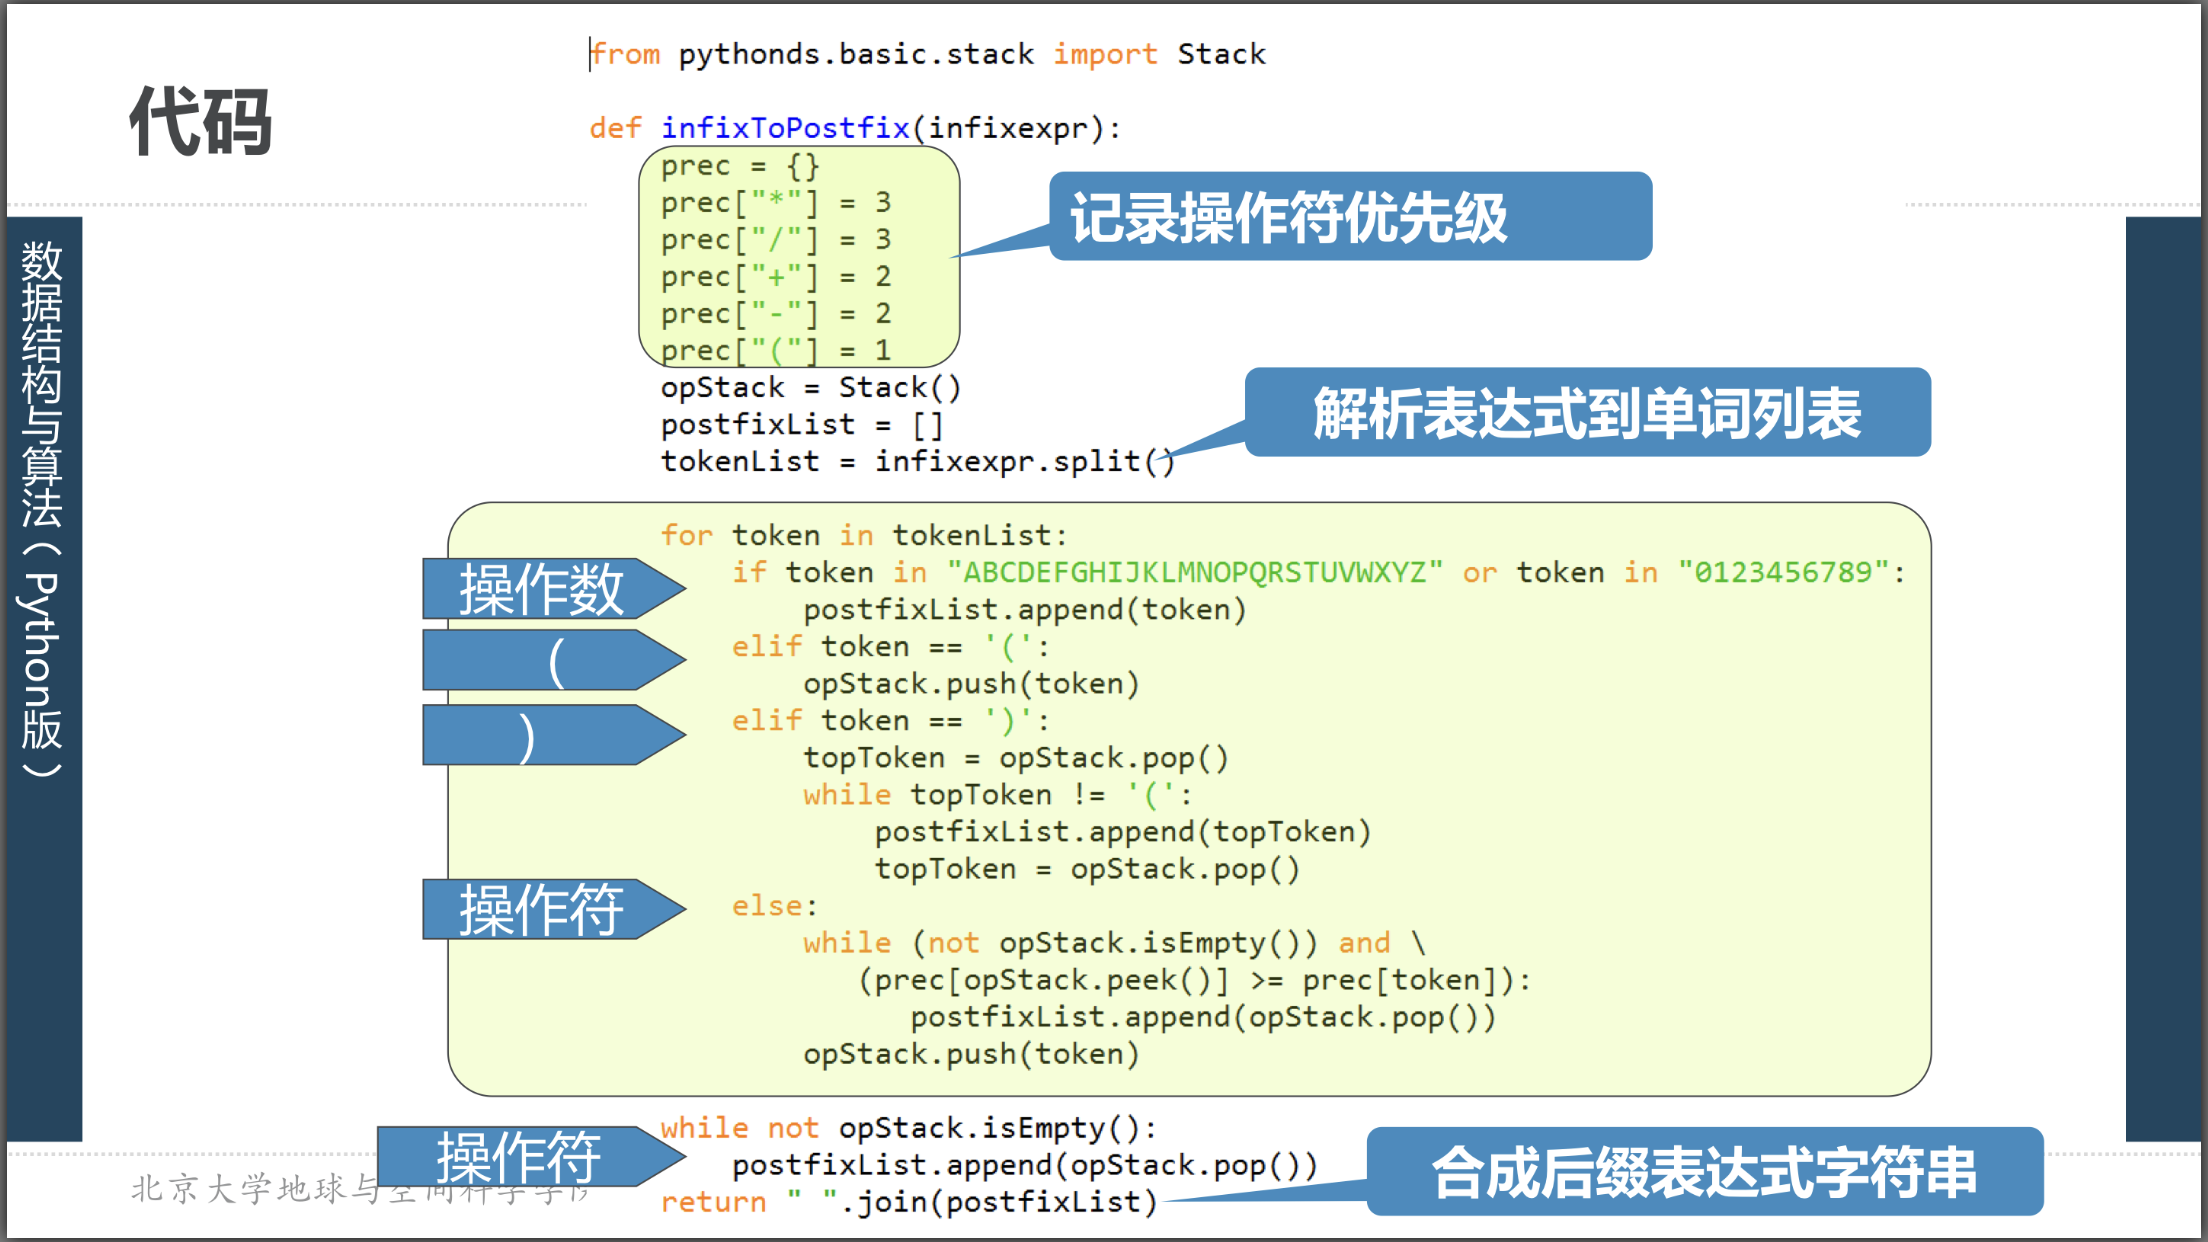 代码
数据结构与算法（Python版）
from pythonds.basic.stack import Stack
def infixToPostfix(infixexpr):
prec = {}
prec["*"] = 3
prec["/"] = 3
prec["+"] = 2
prec["-"] = 2
prec["("] = 1
记录操作符优先级
opStack = Stack()
postfixList = []
tokenList = infixexpr.split()
解析表达式到单词列表
for token in tokenList:
操作数
if token in "ABCDEFGHIJKLMNOPQRSTUVWXYZ" or token in "0123456789":
postfixList.append(token)
(
elif token == '(':
opStack.push(token)
)
elif token == ')':
topToken = opStack.pop()
while topToken != '(':
postfixList.append(topToken)
topToken = opStack.pop()
操作符
else:
while (not opStack.isEmpty()) and \
(prec[opStack.peek()] >= prec[token]):
postfixList.append(opStack.pop())
opStack.push(token)
操作符
while not opStack.isEmpty():
postfixList.append(opStack.pop())
return " ".join(postfixList)
合成后缀表达式字符串
北京大学地球与空间科学学